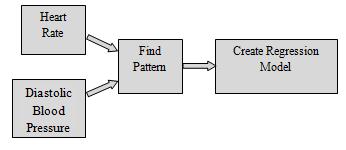 Heart
Rate
Find
Pattern
Create Regression
Model
Diastolic
Blood
Pressure